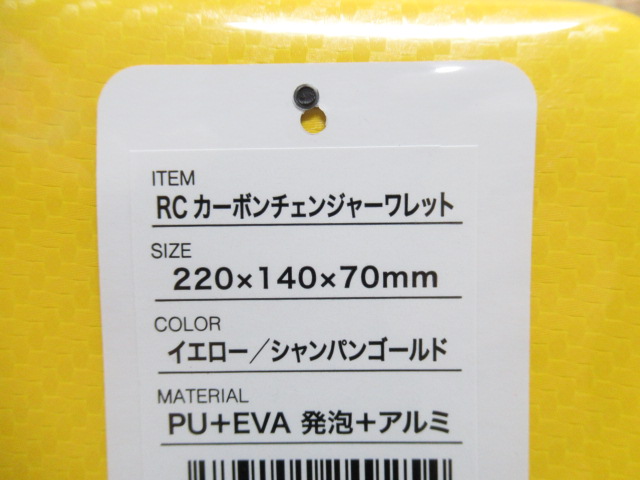 ITEM
RCカーボンチェンジャーワレット
SIZE
220×140×70mm
COLOR
イエロー/シャンパンゴールド
MATERIAL
PU+EVA 発泡+アルミ